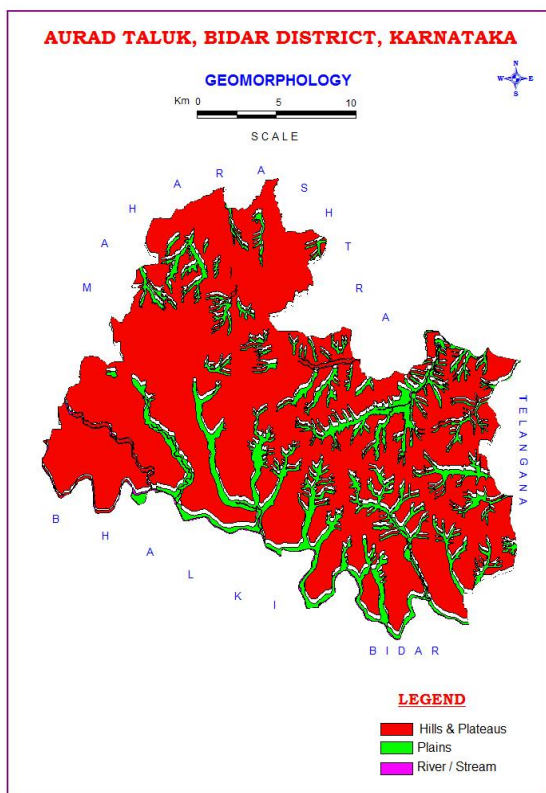 AURAD TALUK, BIDAR DISTRICT, KARNATAKA
GEOMORPHOLOGY
N
W E
S
Km 0 5 10
SCALE
MAHARASHTRA
TELANGANA
BHALKI
BIDAR
LEGEND
Hills & Plateaus
Plains
River / Stream